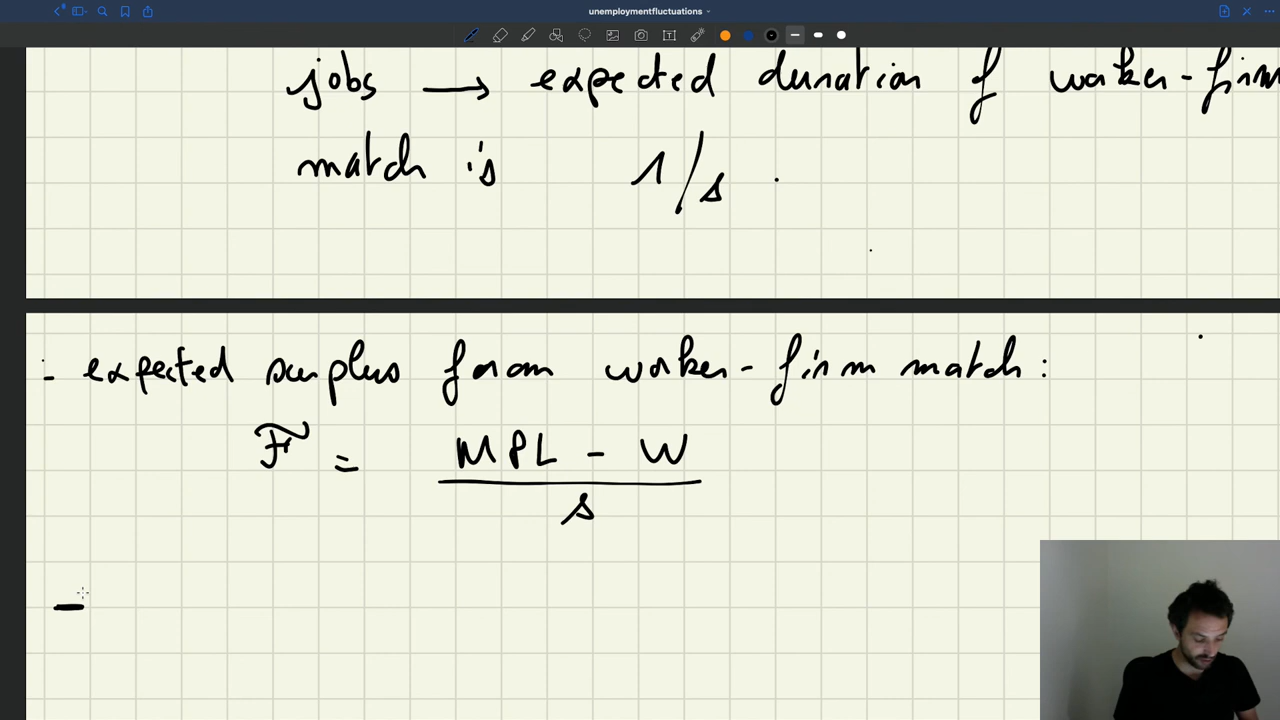 unemploymentfluctuations
jobs → expected duration of worker-firm
match is 1/s .
- expected surplus from worker-firm match:
F̃ = MPL - W
s
-